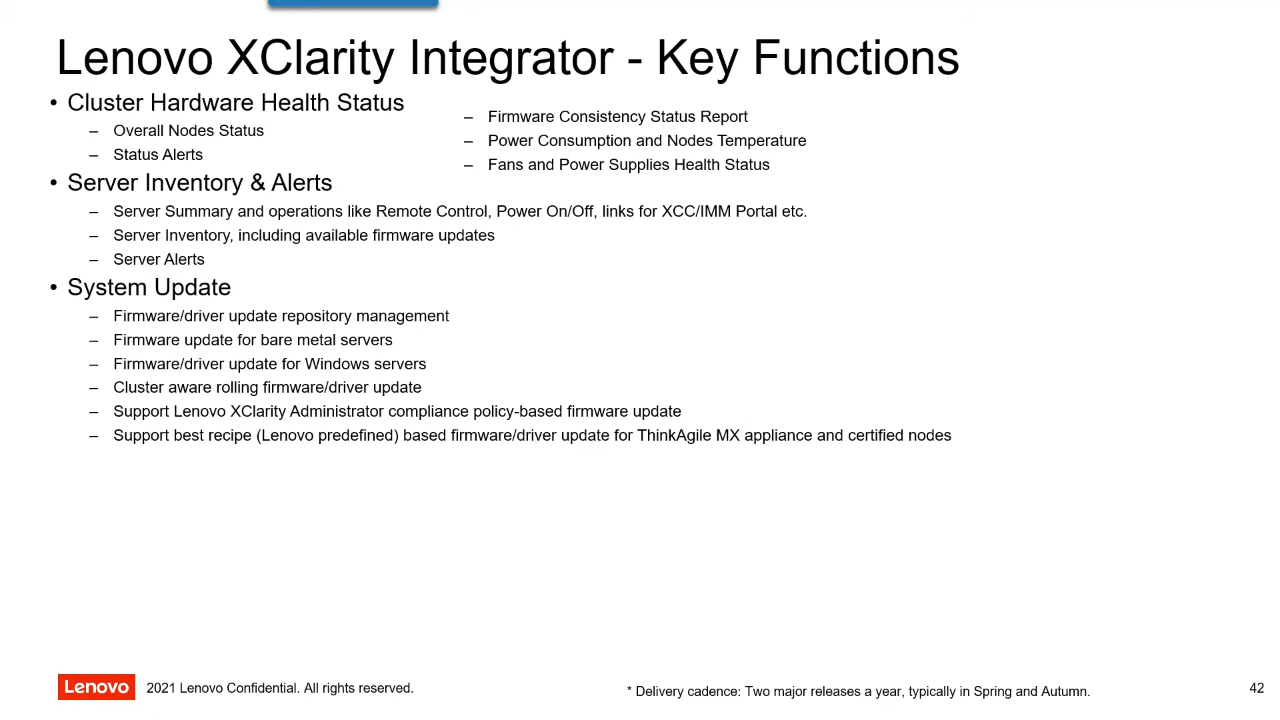 Lenovo XClarity Integrator - Key Functions
• Cluster Hardware Health Status
– Overall Nodes Status
– Status Alerts
– Firmware Consistency Status Report
– Power Consumption and Nodes Temperature
– Fans and Power Supplies Health Status
• Server Inventory & Alerts
– Server Summary and operations like Remote Control, Power On/Off, links for XCC/IMM Portal etc.
– Server Inventory, including available firmware updates
– Server Alerts
• System Update
– Firmware/driver update repository management
– Firmware update for bare metal servers
– Firmware/driver update for Windows servers
– Cluster aware rolling firmware/driver update
– Support Lenovo XClarity Administrator compliance policy-based firmware update
– Support best recipe (Lenovo predefined) based firmware/driver update for ThinkAgile MX appliance and certified nodes
Lenovo
2021 Lenovo Confidential. All rights reserved.
* Delivery cadence: Two major releases a year, typically in Spring and Autumn.
42